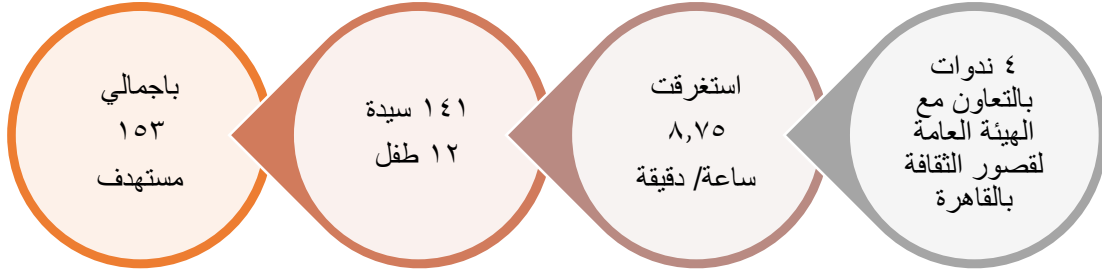 ٤ ندوات
بالتعاون مع
الهيئة العامة
لقصور الثقافة
بالقاهرة
استغرقت
٨,٧٥
ساعة/ دقيقة
١٤١ سيدة
١٢ طفل
باجمالي
١٥٣
مستهدف